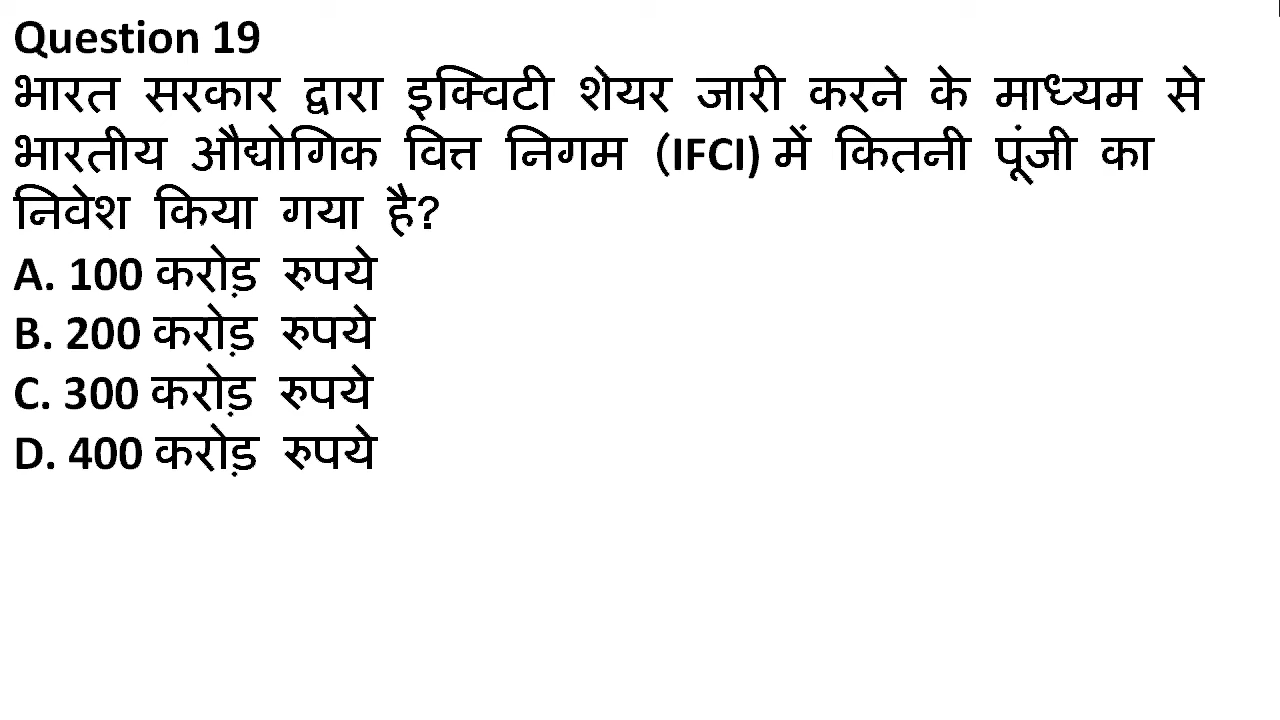 Question 19
भारत सरकार द्वारा इक्विटी शेयर जारी करने के माध्यम से
भारतीय औद्योगिक वित्त निगम (IFCI) में कितनी पूंजी का
निवेश किया गया है?
A. 100 करोड़ रुपये
B. 200 करोड़ रुपये
C. 300 करोड़ रुपये
D. 400 करोड़ रुपये